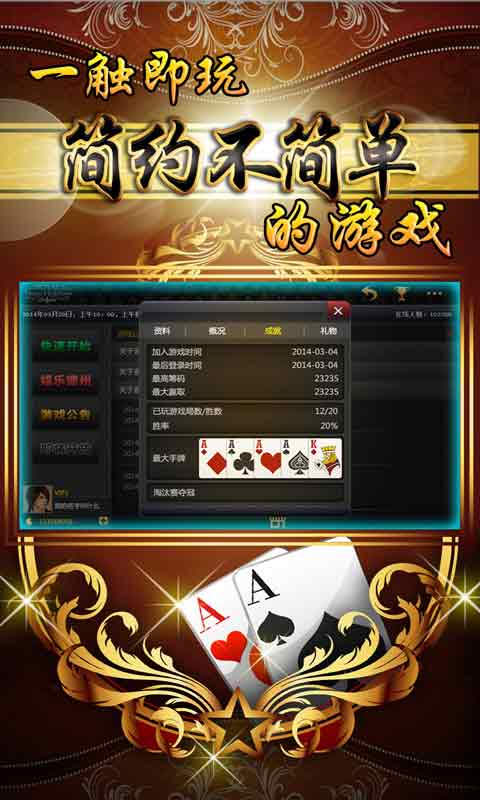 一触即玩
简约不简单
的游戏
资料 概况 成就 礼物
快速开始
娱乐德州
游戏公告
加入游戏时间 2014-03-04
最后登录时间 2014-03-04
最高筹码 23235
最大赢取 23235
已玩游戏局数/胜数 12/20
胜率 20%
最大手牌
A A A A K
淘汰赛夺冠
A
A